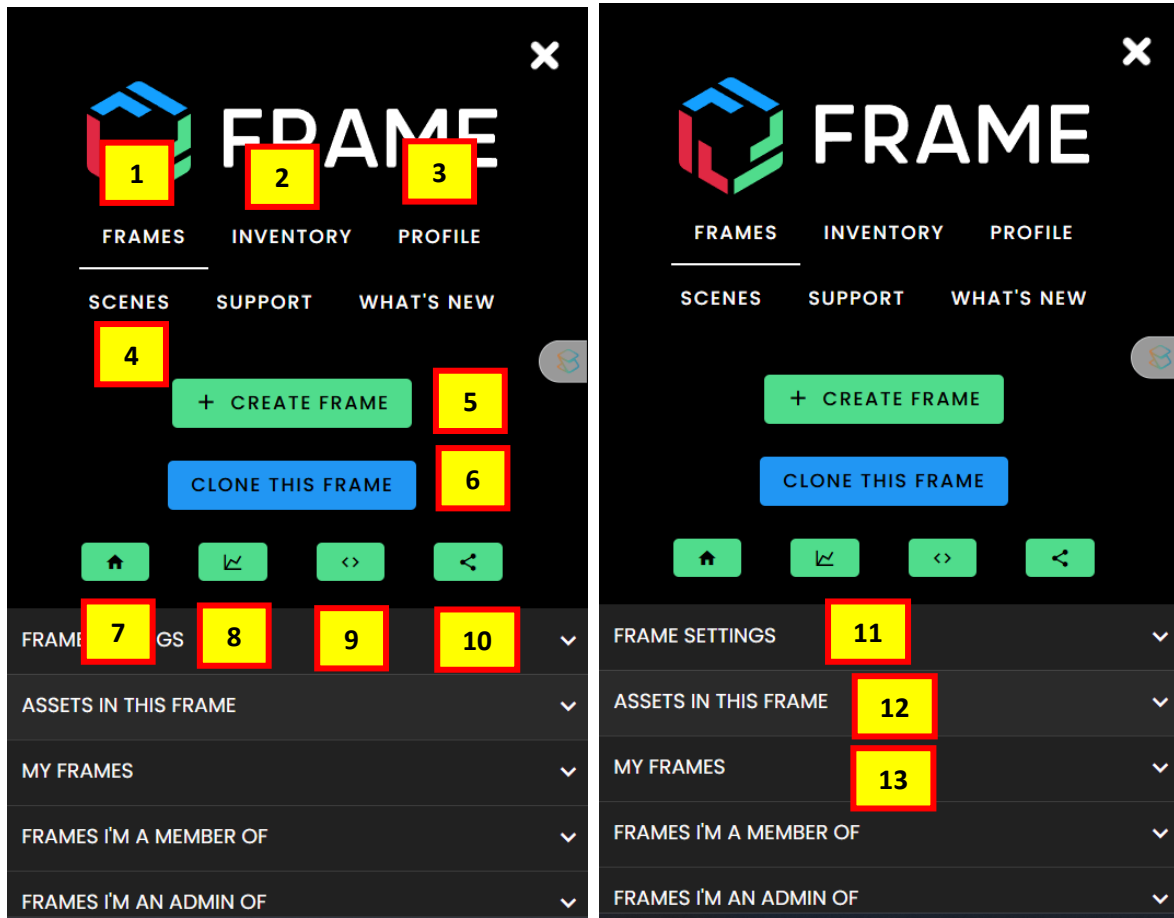 FRAME
1 2 3
FRAMES INVENTORY PROFILE
SCENES SUPPORT WHAT'S NEW
4
+ CREATE FRAME 5
CLONE THIS FRAME 6
FRAME GS
7 8 9 10
ASSETS IN THIS FRAME
MY FRAMES
FRAMES I'M A MEMBER OF
FRAMES I'M AN ADMIN OF
FRAME
FRAMES INVENTORY PROFILE
SCENES SUPPORT WHAT'S NEW
+ CREATE FRAME
CLONE THIS FRAME
FRAME SETTINGS 11
ASSETS IN THIS FRAME 12
MY FRAMES 13
FRAMES I'M A MEMBER OF
FRAMES I'M AN ADMIN OF